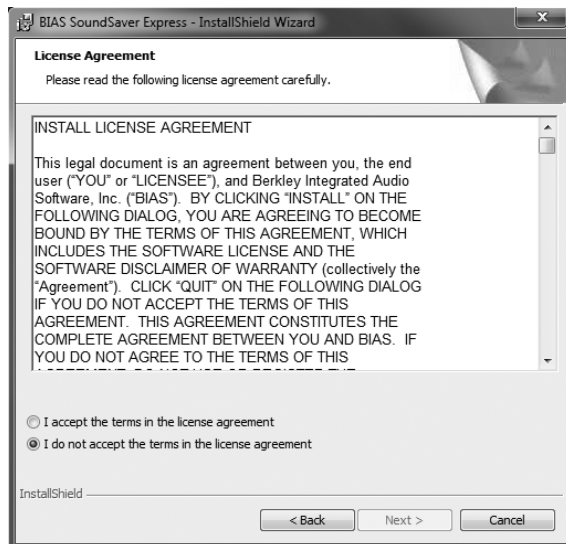 BIAS SoundSaver Express - InstallShield Wizard
License Agreement
Please read the following license agreement carefully.
INSTALL LICENSE AGREEMENT
This legal document is an agreement between you, the end
user (“YOU” or “LICENSEE”), and Berkley Integrated Audio
Software, Inc. (“BIAS”).  BY CLICKING “INSTALL” ON THE
FOLLOWING DIALOG, YOU ARE AGREEING TO BECOME
BOUND BY THE TERMS OF THIS AGREEMENT, WHICH
INCLUDES THE SOFTWARE LICENSE AND THE
SOFTWARE DISCLAIMER OF WARRANTY (collectively the
“Agreement”).  CLICK “QUIT” ON THE FOLLOWING DIALOG
IF YOU DO NOT ACCEPT THE TERMS OF THIS
AGREEMENT.  THIS AGREEMENT CONSTITUTES THE
COMPLETE AGREEMENT BETWEEN YOU AND BIAS.  IF
YOU DO NOT AGREE TO THE TERMS OF THIS
I accept the terms in the license agreement
I do not accept the terms in the license agreement
InstallShield
< Back Next > Cancel